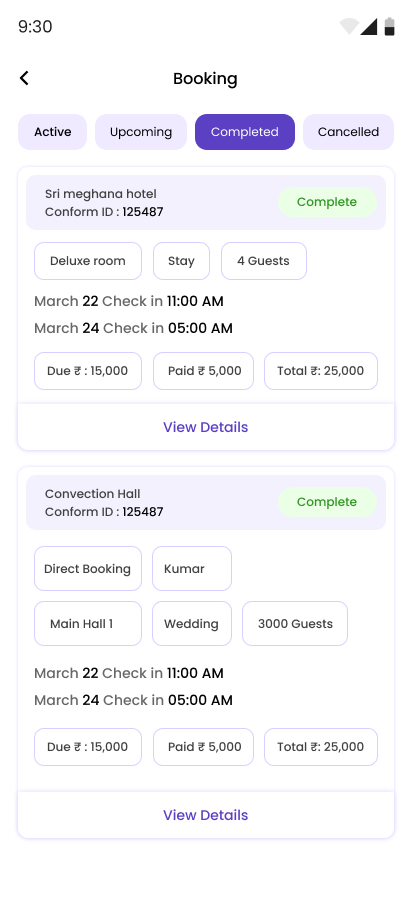 9:30
Booking
Active Upcoming Completed Cancelled
Sri meghana hotel
Conform ID : 125487
Complete
Deluxe room Stay 4 Guests
March 22 Check in 11:00 AM
March 24 Check in 05:00 AM
Due ₹ : 15,000 Paid ₹ 5,000 Total ₹: 25,000
View Details
Convection Hall
Conform ID : 125487
Complete
Direct Booking Kumar
Main Hall 1 Wedding 3000 Guests
March 22 Check in 11:00 AM
March 24 Check in 05:00 AM
Due ₹ : 15,000 Paid ₹ 5,000 Total ₹: 25,000
View Details